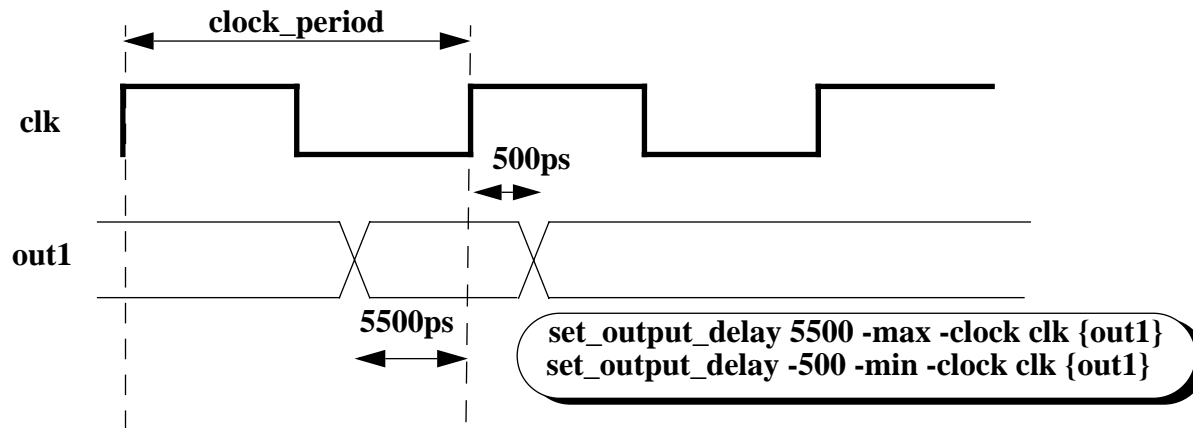 clock_period
clk
500ps
out1
5500ps
set_output_delay 5500 -max -clock clk {out1}
set_output_delay -500 -min -clock clk {out1}